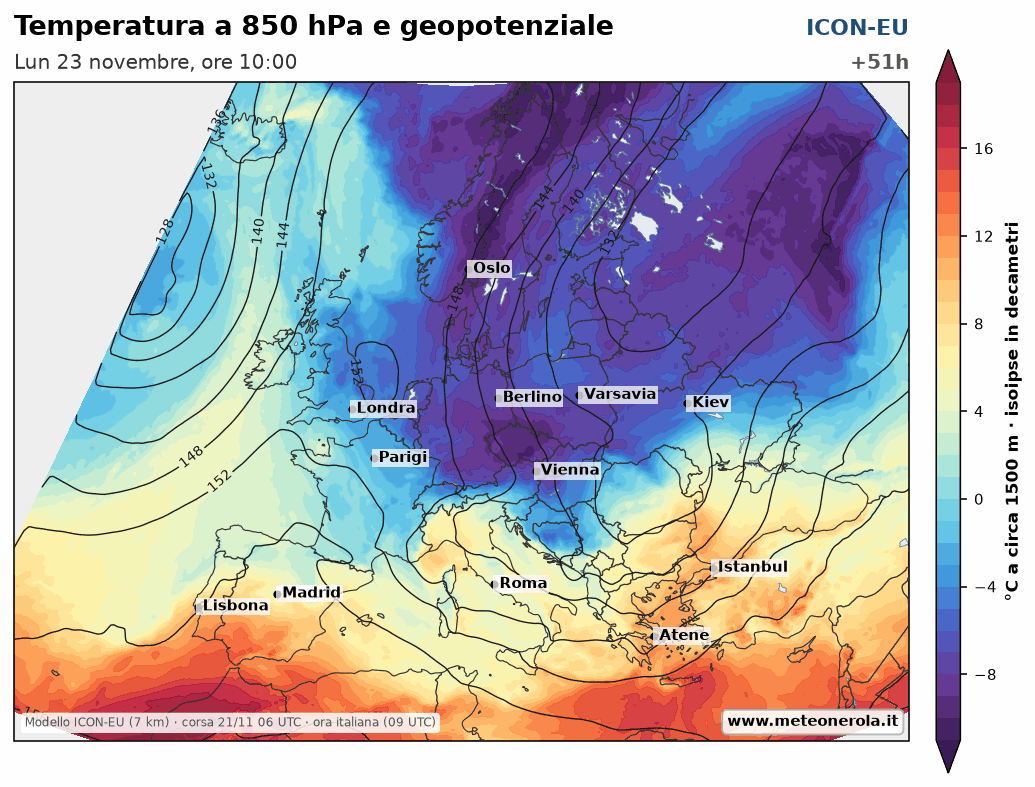 Temperatura a 850 hPa e geopotenziale
ICON-EU
Lun 23 novembre, ore 10:00
+51h
136
132
128
140
144
144
140
132
148
152
148
152
Oslo
Londra
Berlino
Varsavia
Kiev
Parigi
Vienna
Roma
Istanbul
Madrid
Lisbona
Atene
16
12
8
4
0
−4
−8
°C a circa 1500 m · isoipse in decametri
Modello ICON-EU (7 km) · corsa 21/11 06 UTC · ora italiana (09 UTC)
www.meteonerola.it